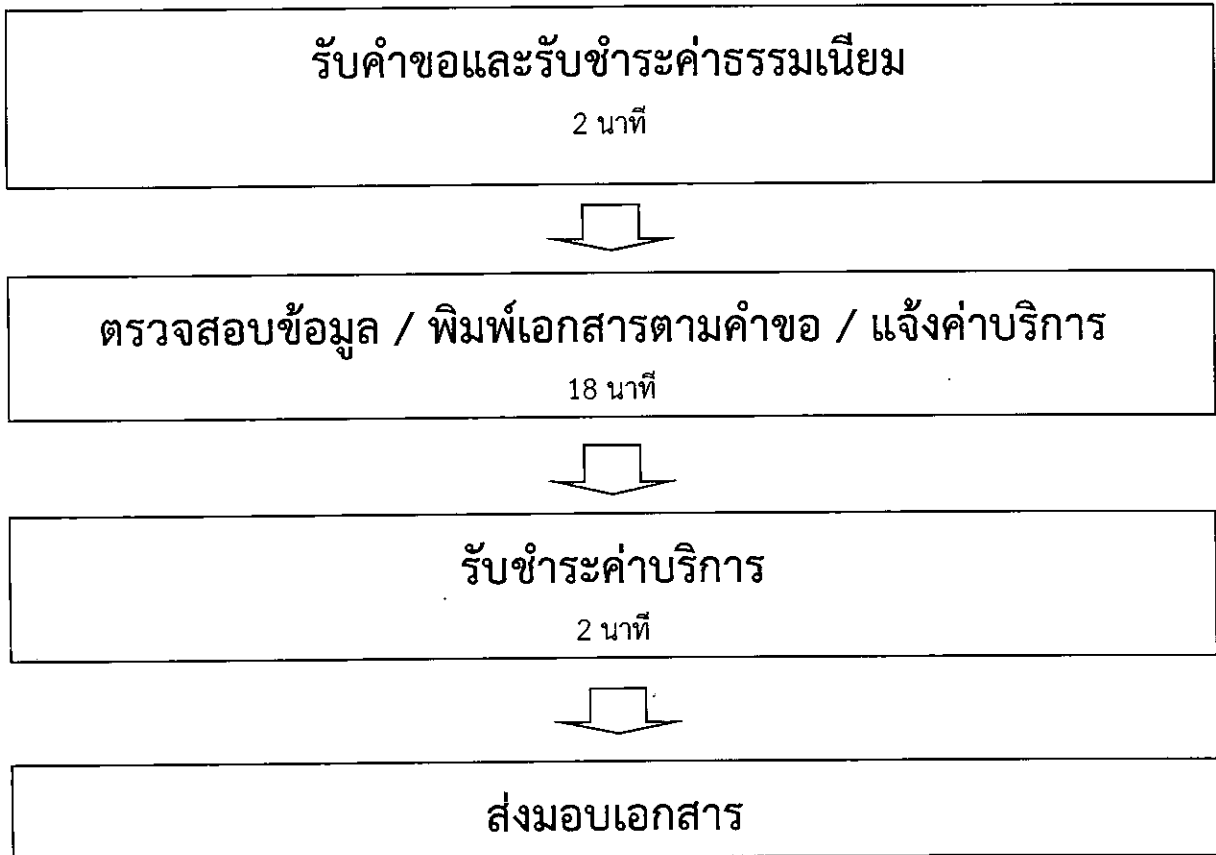 รับคำขอและรับชำระค่าธรรมเนียม
2 นาที
ตรวจสอบข้อมูล / พิมพ์เอกสารตามคำขอ / แจ้งค่าบริการ
18 นาที
รับชำระค่าบริการ
2 นาที
ส่งมอบเอกสาร